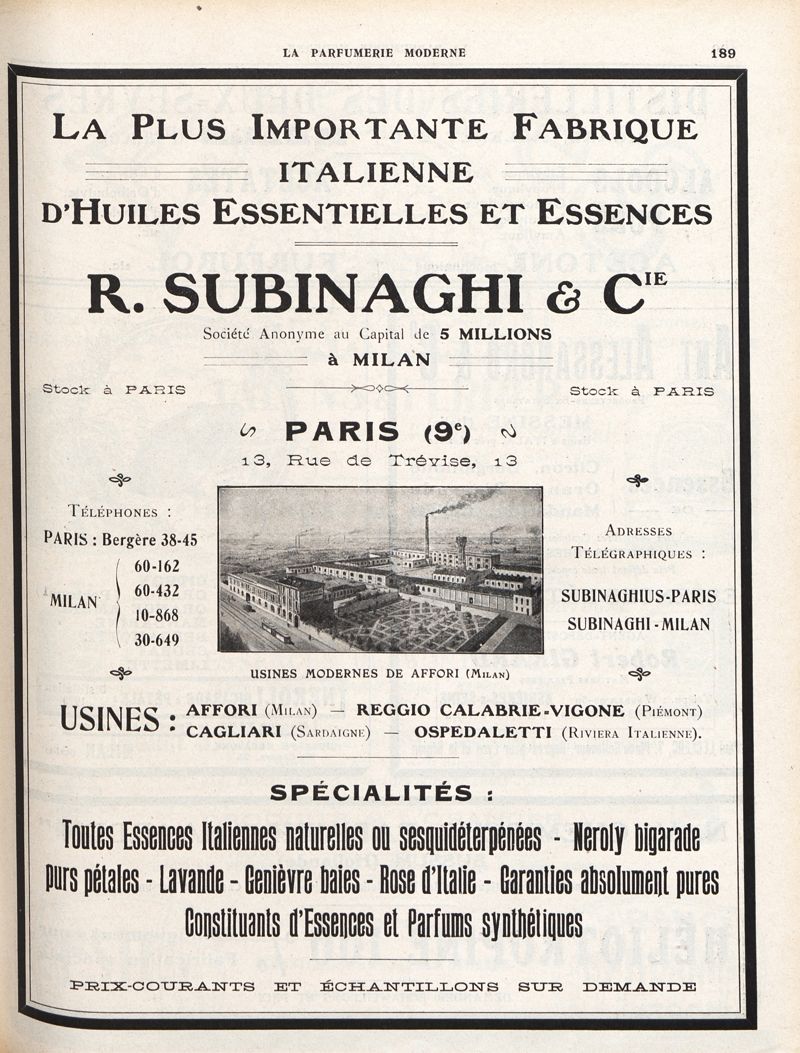 LA PARFUMERIE MODERNE 189
LA PLUS IMPORTANTE FABRIQUE
ITALIENNE
D'HUILES ESSENTIELLES ET ESSENCES
R. SUBINAGHI & CIE
Société Anonyme au Capital de 5 MILLIONS
à MILAN
Stock à PARIS Stock à PARIS
PARIS (9e)
13, Rue de Trévise, 13
TÉLÉPHONES :
PARIS : Bergère 38-45
MILAN
60-162
60-432
10-868
30-649
ADRESSES
TÉLÉGRAPHIQUES :
SUBINAGHIUS-PARIS
SUBINAGHI-MILAN
USINES MODERNES DE AFFORI (MILAN)
USINES : AFFORI (MILAN) — REGGIO CALABRIE-VIGONE (PIÉMONT)
CAGLIARI (SARDAIGNE) — OSPEDALETTI (RIVIERA ITALIENNE).
SPÉCIALITÉS :
Toutes Essences Italiennes naturelles ou sesquidéterpénées - Neroly bigarade
purs pétales - Lavande - Genièvre baies - Rose d'Italie - Garanties absolument pures
Constituants d'Essences et Parfums synthétiques
PRIX-COURANTS ET ÉCHANTILLONS SUR DEMANDE